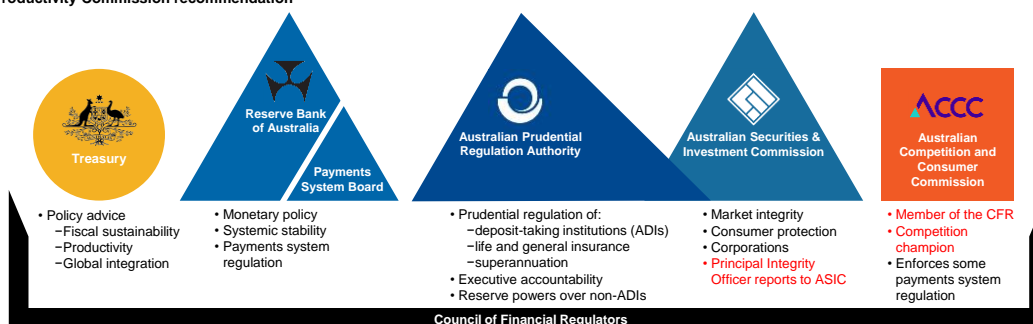 roductivity Commission recommendation
Treasury
• Policy advice
−Fiscal sustainability
−Productivity
−Global integration
Reserve Bank
of Australia
Payments
System Board
• Monetary policy
• Systemic stability
• Payments system
regulation
Australian Prudential
Regulation Authority
• Prudential regulation of:
−deposit-taking institutions (ADIs)
−life and general insurance
−superannuation
• Executive accountability
• Reserve powers over non-ADIs
Australian Securities &
Investment Commission
• Market integrity
• Consumer protection
• Corporations
• Principal Integrity
Officer reports to ASIC
ACCC
Australian
Competition and
Consumer
Commission
• Member of the CFR
• Competition
champion
• Enforces some
payments system
regulation
Council of Financial Regulators